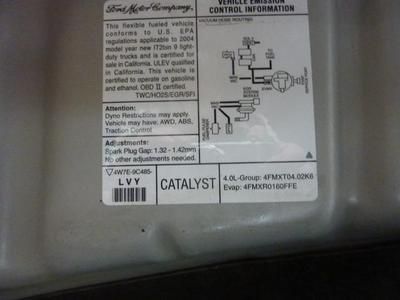 Ford Motor Company,
VEHICLE EMISSION
CONTROL INFORMATION
This flexible fueled vehicle
conforms to U.S. EPA
regulations applicable to 2004
model year new IT2bin 9 light-
duty trucks and is certified for
sale in California. ULEV qualified
in California. This vehicle is
certified to operate on gasoline
and ethanol. OBD II certified
TWC/HO2S/EGR/SFI
VACUUM HOSE ROUTING
Attention:
Dyno Restrictions may apply.
Vehicle may have: AWD, ABS,
Traction Control
Adjustments:
Spark Plug Gap: 1.32 - 1.42mm
No other adjustments needed.
4W7E-9C485-
LVY
CATALYST
4.0L-Group: 4FMXT04.02K6
Evap: 4FMXR0160FFE